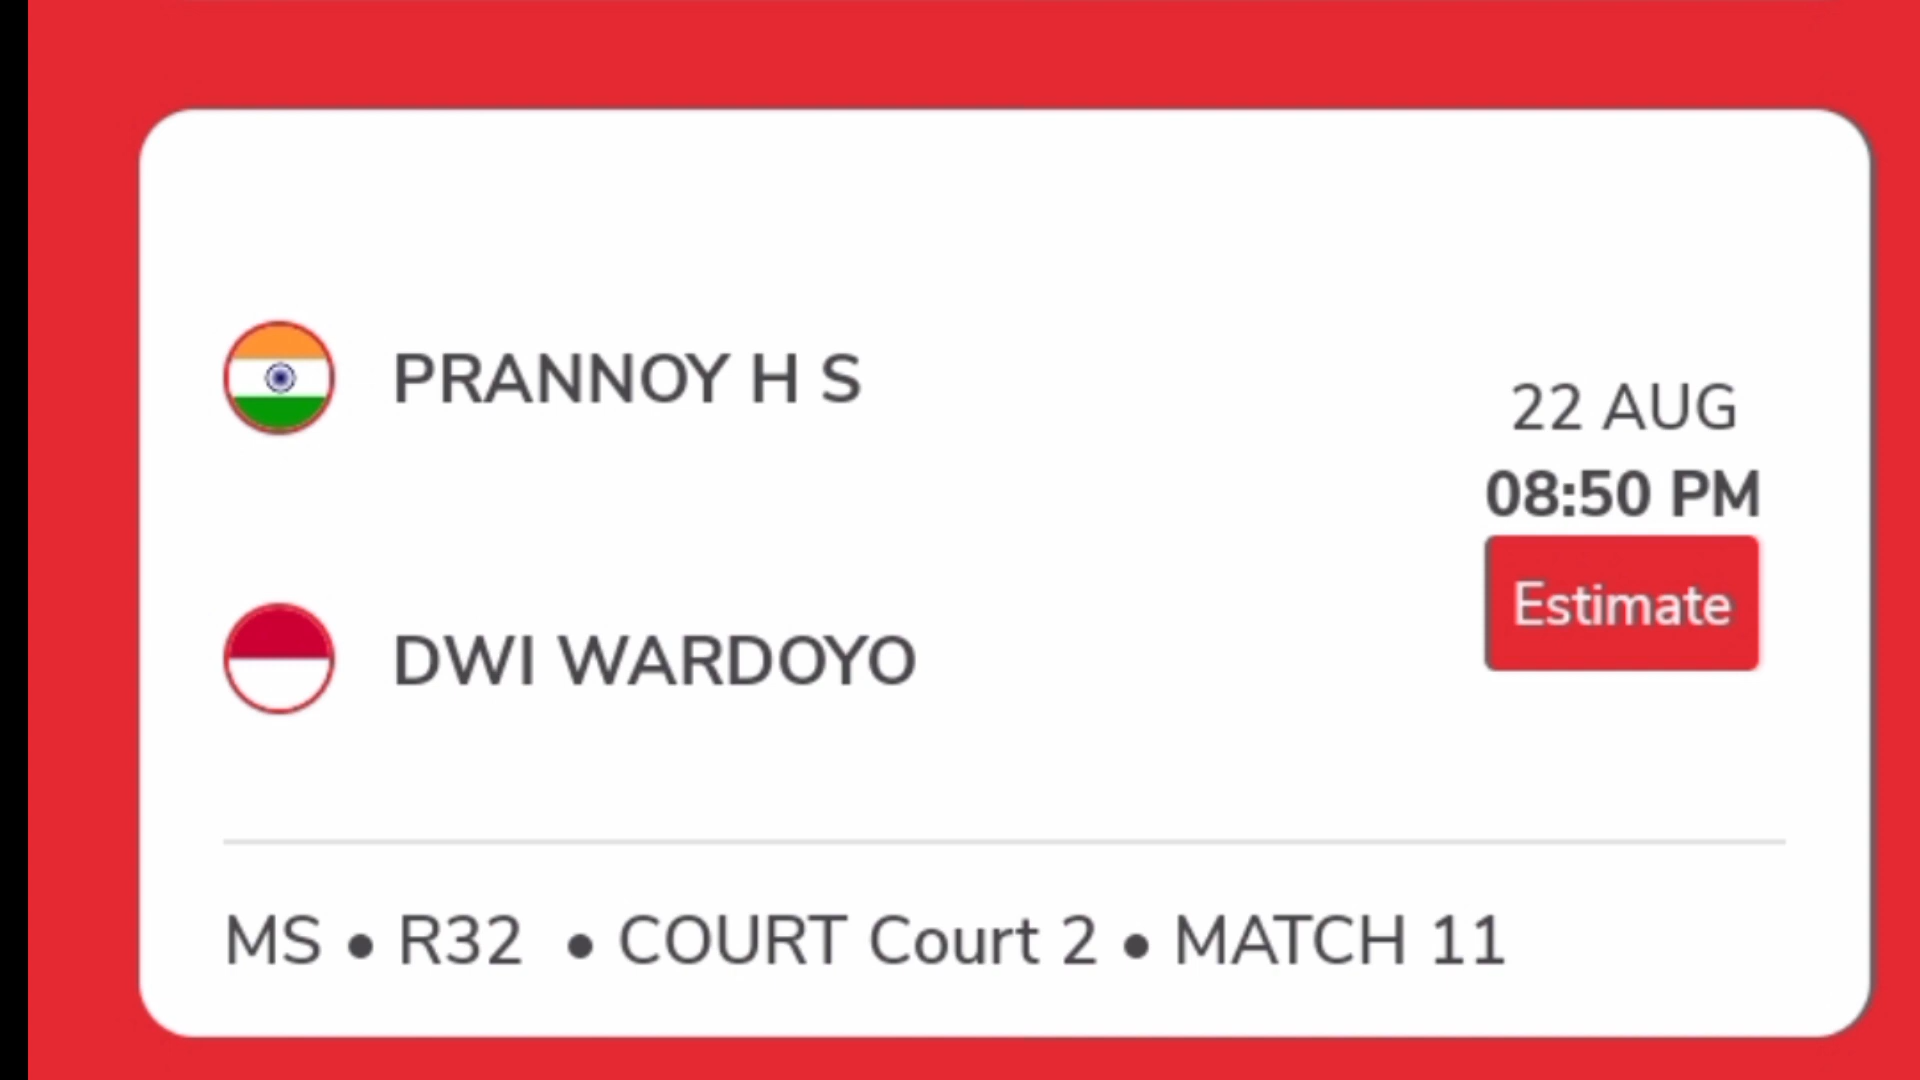 PRANNOY H S
DWI WARDOYO
22 AUG
08:50 PM
Estimate
MS • R32 • COURT Court 2 • MATCH 11